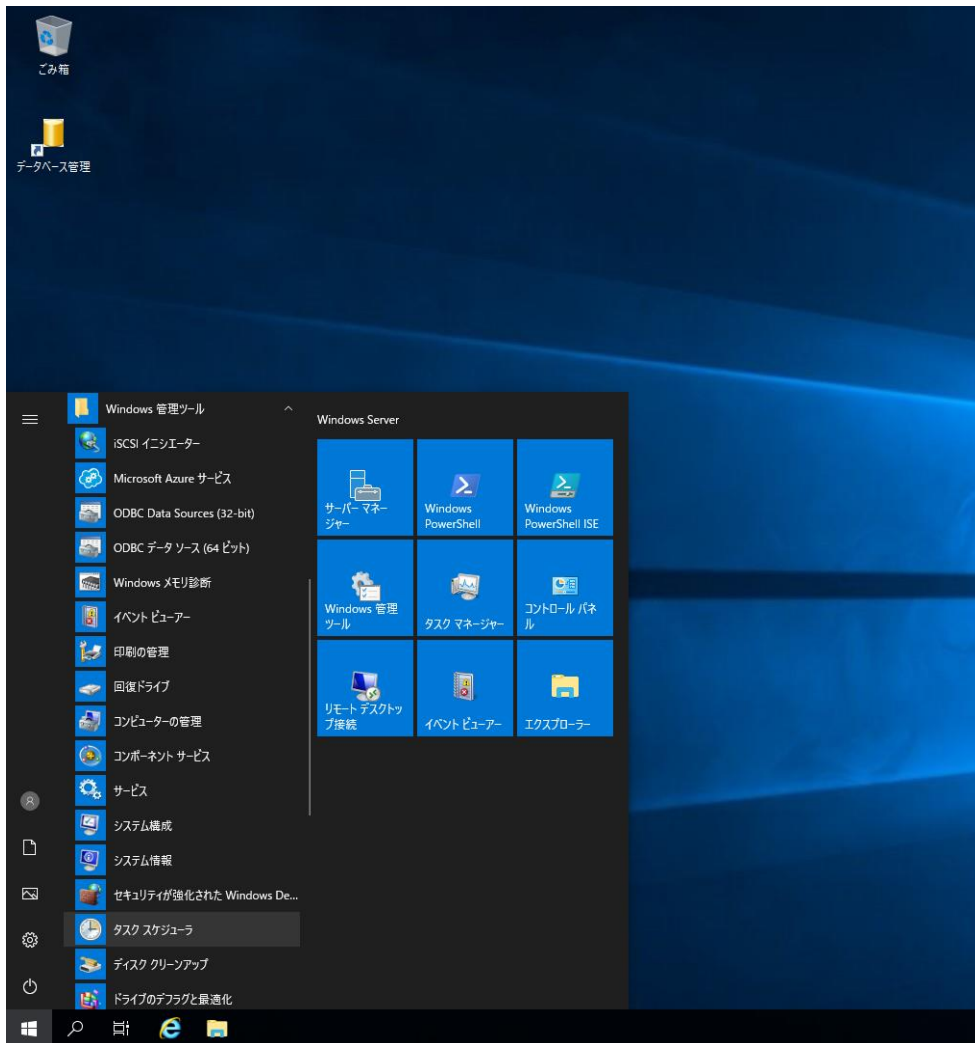 ごみ箱
データベース管理
Windows 管理ツール
iSCSI イニシエーター
Microsoft Azure サービス
ODBC Data Sources (32-bit)
ODBC データ ソース (64 ビット)
Windows メモリ診断
イベント ビューアー
印刷の管理
回復ドライブ
コンピューターの管理
コンポーネント サービス
サービス
システム構成
システム情報
セキュリティが強化された Windows De...
タスク スケジューラ
ディスク クリーンアップ
ドライブのデフラグと最適化
Windows Server
サーバー マネー
ジャー
Windows
PowerShell
Windows
PowerShell ISE
Windows 管理
ツール
タスク マネージャー
コントロール パネ
ル
リモート デスクトッ
プ接続
イベント ビューアー
エクスプローラー